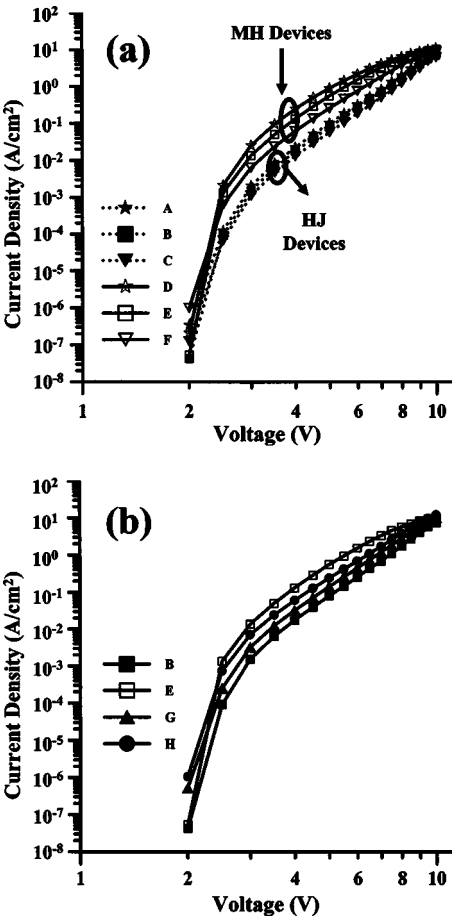 (a)
MH Devices
HJ
Devices
Current Density (A/cm²)
10²
10¹
10⁰
10⁻¹
10⁻²
10⁻³
10⁻⁴
10⁻⁵
10⁻⁶
10⁻⁷
10⁻⁸
A
B
C
D
E
F
1 2 4 6 8 10
Voltage (V)
(b)
Current Density (A/cm²)
10²
10¹
10⁰
10⁻¹
10⁻²
10⁻³
10⁻⁴
10⁻⁵
10⁻⁶
10⁻⁷
10⁻⁸
B
E
G
H
1 2 4 6 8 10
Voltage (V)